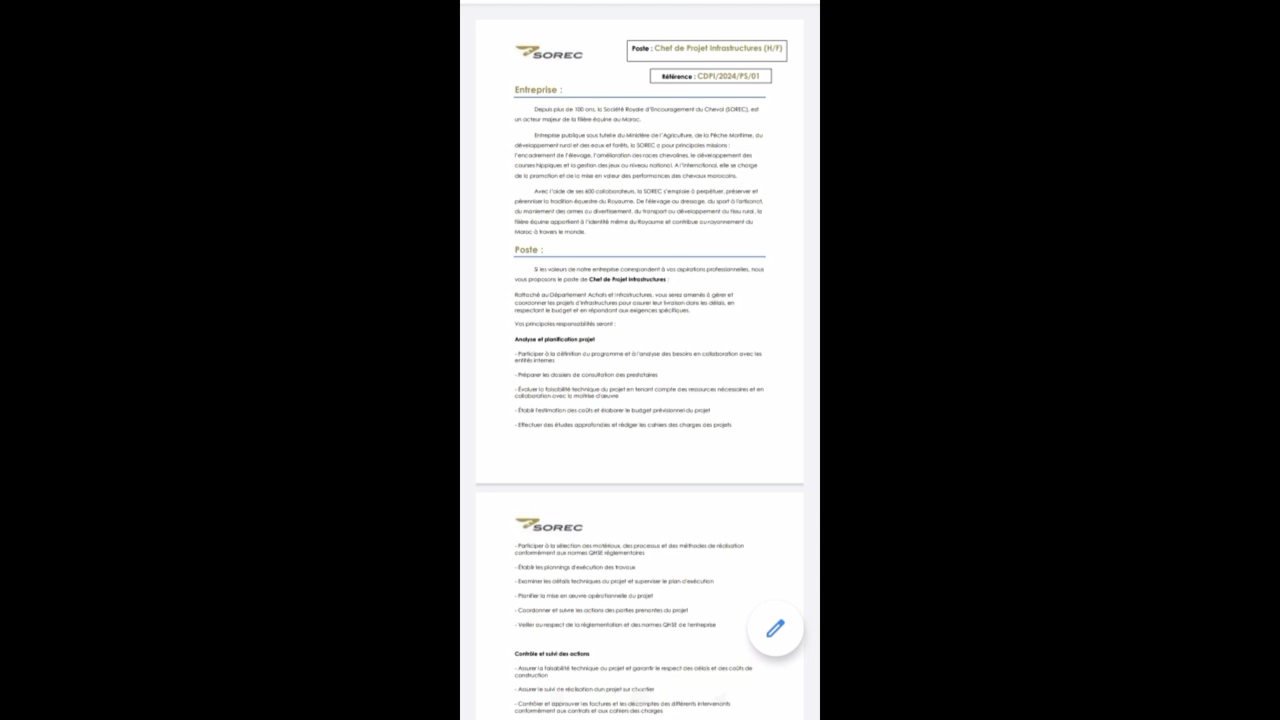 SOREC
Poste : Chef de Projet Infrastructures (H/F)
Référence : CDPI/2024/PS/01
Entreprise :
Depuis plus de 100 ans, la Société Royale d'Encouragement du Cheval (SOREC), est
un acteur majeur de la filière équine au Maroc.
Entreprise publique sous tutelle du Ministère de l'Agriculture, de la Pêche Maritime, du
développement rural et des eaux et forêts, la SOREC a pour principales missions :
l'encadrement de l'élevage, l'amélioration des races chevalines, le développement des
courses hippiques et la gestion des jeux au niveau national. A l'international, elle se charge
de la promotion et de la mise en valeur des performances des chevaux marocains.
Avec l'aide de ses 600 collaborateurs, la SOREC s'emploie à perpétuer, préserver et
pérenniser la tradition équestre du Royaume. De l'élevage au dressage, du sport à l'artisanat,
du maniement des armes au divertissement, du transport au développement du tissu rural, la
filière équine appartient à l'identité même du Royaume et contribue au rayonnement du
Maroc à travers le monde.
Poste :
Si les valeurs de notre entreprise correspondent à vos aspirations professionnelles, nous
vous proposons le poste de Chef de Projet Infrastructures :
Rattaché au Département Achats et Infrastructures, vous serez amenés à gérer et
coordonner les projets d'infrastructures pour assurer leur livraison dans les délais, en
respectant le budget et en répondant aux exigences spécifiques.
Vos principales responsabilités seront :
Analyse et planification projet
- Participer à la définition du programme et à l'analyse des besoins en collaboration avec les
entités internes
- Préparer les dossiers de consultation des prestataires
- Évaluer la faisabilité technique du projet en tenant compte des ressources nécessaires et en
collaboration avec la maîtrise d'œuvre
- Établir l'estimation des coûts et élaborer le budget prévisionnel du projet
- Effectuer des études approfondies et rédiger les cahiers des charges des projets
SOREC
- Participer à la sélection des matériaux, des processus et des méthodes de réalisation
conformément aux normes QHSE réglementaires
- Établir les plannings d'exécution des travaux
- Examiner les détails techniques du projet et superviser le plan d'exécution
- Planifier la mise en œuvre opérationnelle du projet
- Coordonner et suivre les actions des parties prenantes du projet
- Veiller au respect de la réglementation et des normes QHSE de l'entreprise
Contrôle et suivi des actions
- Assurer la faisabilité technique du projet et garantir le respect des délais et des coûts de
construction
- Assurer le suivi de réalisation d'un projet sur chantier
- Contrôler et approuver les factures et les décomptes des différents intervenants
conformément aux contrats et aux cahiers des charges